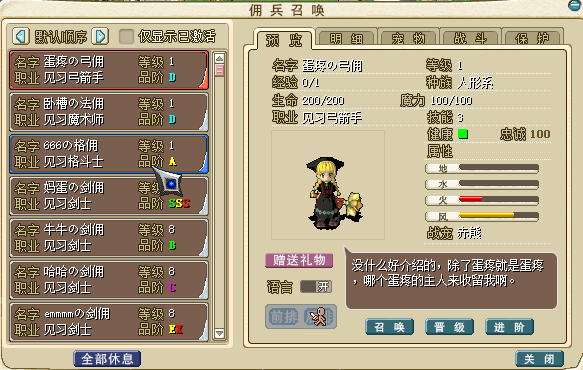 佣兵召唤
默认顺序 仅显示已激活
名字 蛋疼の弓佣 等级 1
职业 见习弓箭手 品阶 D
名字 卧槽の法佣 等级 1
职业 见习魔术师 品阶 D
名字 666の格佣 等级 1
职业 见习格斗士 品阶 A
名字 妈蛋の剑佣 等级 8
职业 见习剑士 品阶 SSS
名字 牛牛の剑佣 等级 8
职业 见习剑士 品阶 B
名字 哈哈の剑佣 等级 8
职业 见习剑士 品阶 C
名字 emmmm の剑佣 等级 8
职业 见习剑士 品阶 EX
全部休息
预览 明细 宠物 战斗 保护
名字 蛋疼の弓佣 等级 1
经验 0/1 种族 人形系
生命 200/200 魔力 100/100
职业 见习弓箭手 技能 3
健康 忠诚 100
属性
地
水
火
风
战宠 赤熊
赠送礼物
语言 开
前排
没什么好介绍的，除了蛋疼就是蛋疼
，哪个蛋疼的主人来收留我啊。
召唤 晋级 进阶
关闭